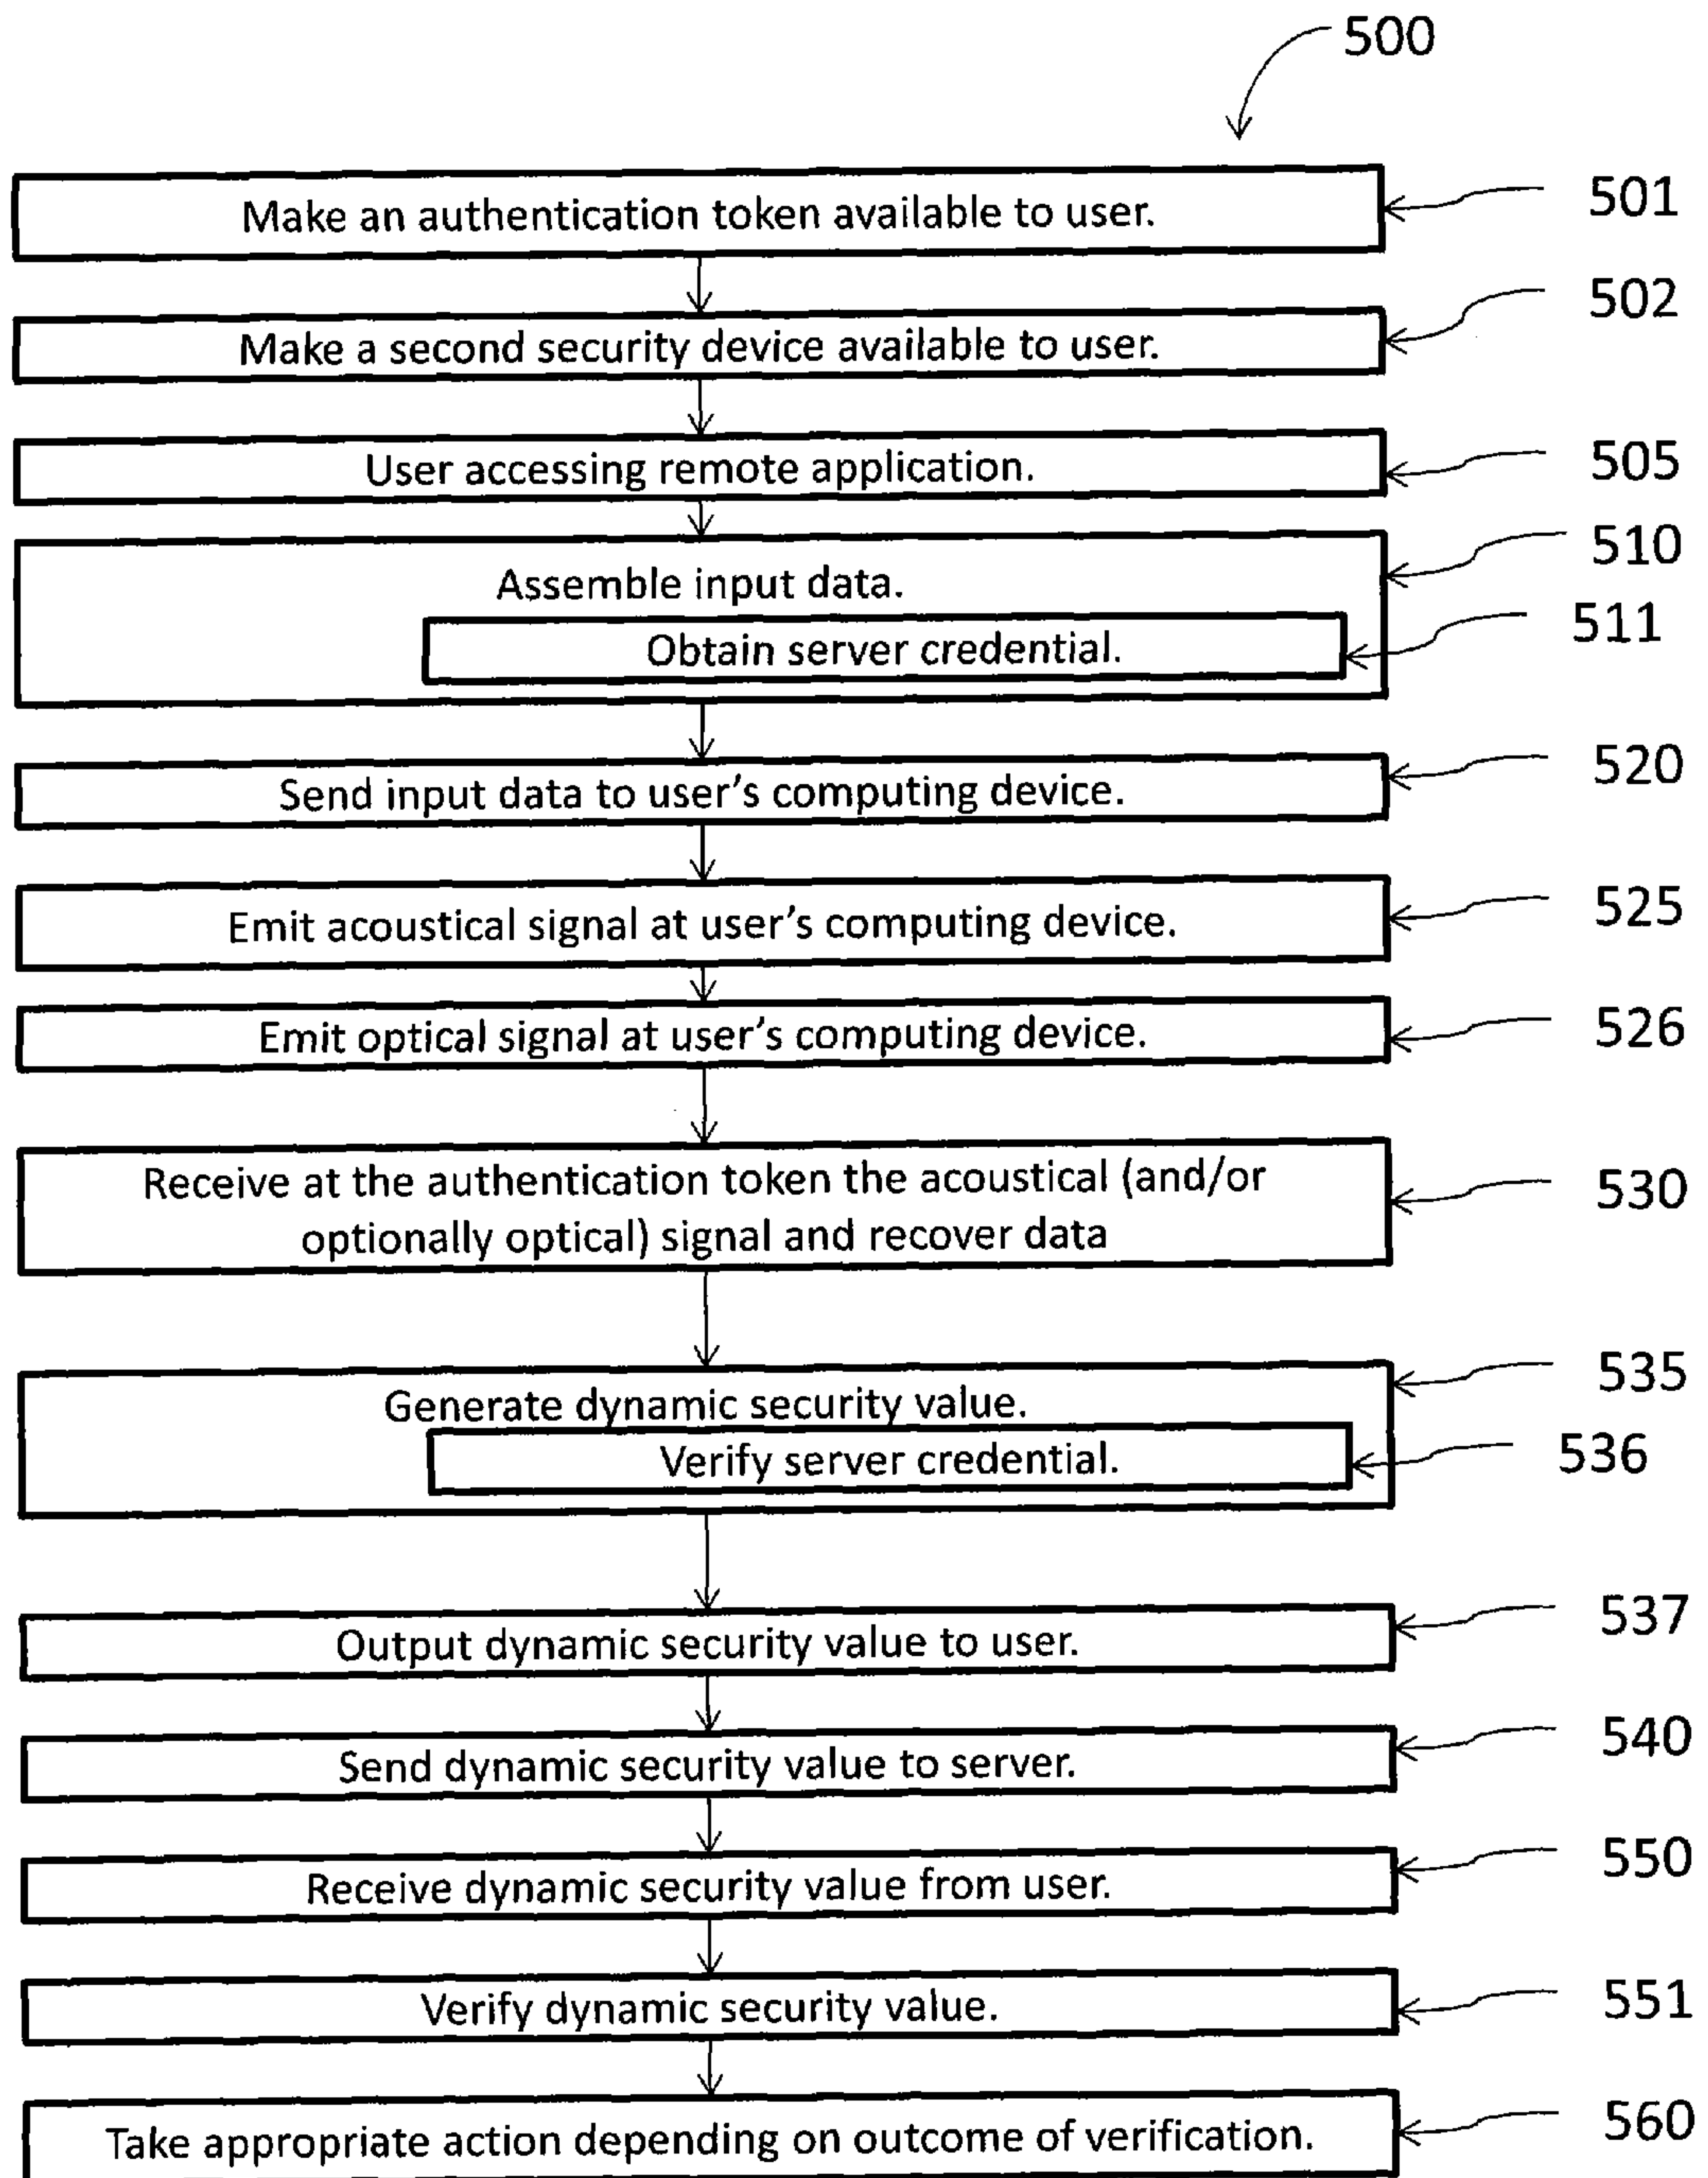 500
Make an authentication token available to user.
501
Make a second security device available to user.
502
User accessing remote application.
505
Assemble input data.
510
Obtain server credential.
511
Send input data to user's computing device.
520
Emit acoustical signal at user's computing device.
525
Emit optical signal at user's computing device.
526
Receive at the authentication token the acoustical (and/or
optionally optical) signal and recover data
530
Generate dynamic security value.
535
Verify server credential.
536
Output dynamic security value to user.
537
Send dynamic security value to server.
540
Receive dynamic security value from user.
550
Verify dynamic security value.
551
Take appropriate action depending on outcome of verification.
560